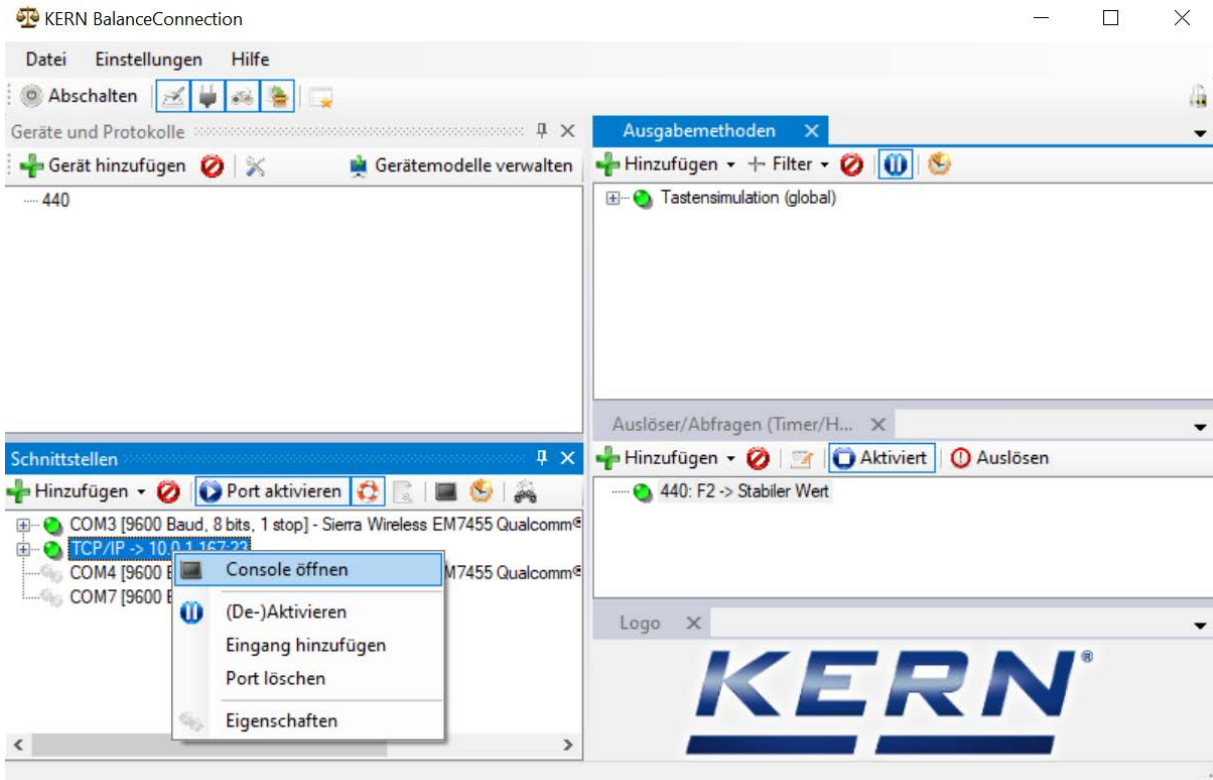 KERN BalanceConnection
Datei Einstellungen Hilfe
Abschalten
Geräte und Protokolle
Gerät hinzufügen Gerätemodelle verwalten
440
Ausgabemethoden
Hinzufügen Filter
Tastensimulation (global)
Auslöser/Abfragen (Timer/H...
Hinzufügen Aktiviert Auslösen
440: F2 -> Stabiler Wert
Schnittstellen
Hinzufügen Port aktivieren
COM3 [9600 Baud, 8 bits, 1 stop] - Sierra Wireless EM7455 Qualcomm®
TCP/IP -> 10.0.1.167:23
COM4 [9600 M7455 Qualcomm®
COM7 [9600
Console öffnen
(De-)Aktivieren
Eingang hinzufügen
Port löschen
Eigenschaften
Logo
KERN®